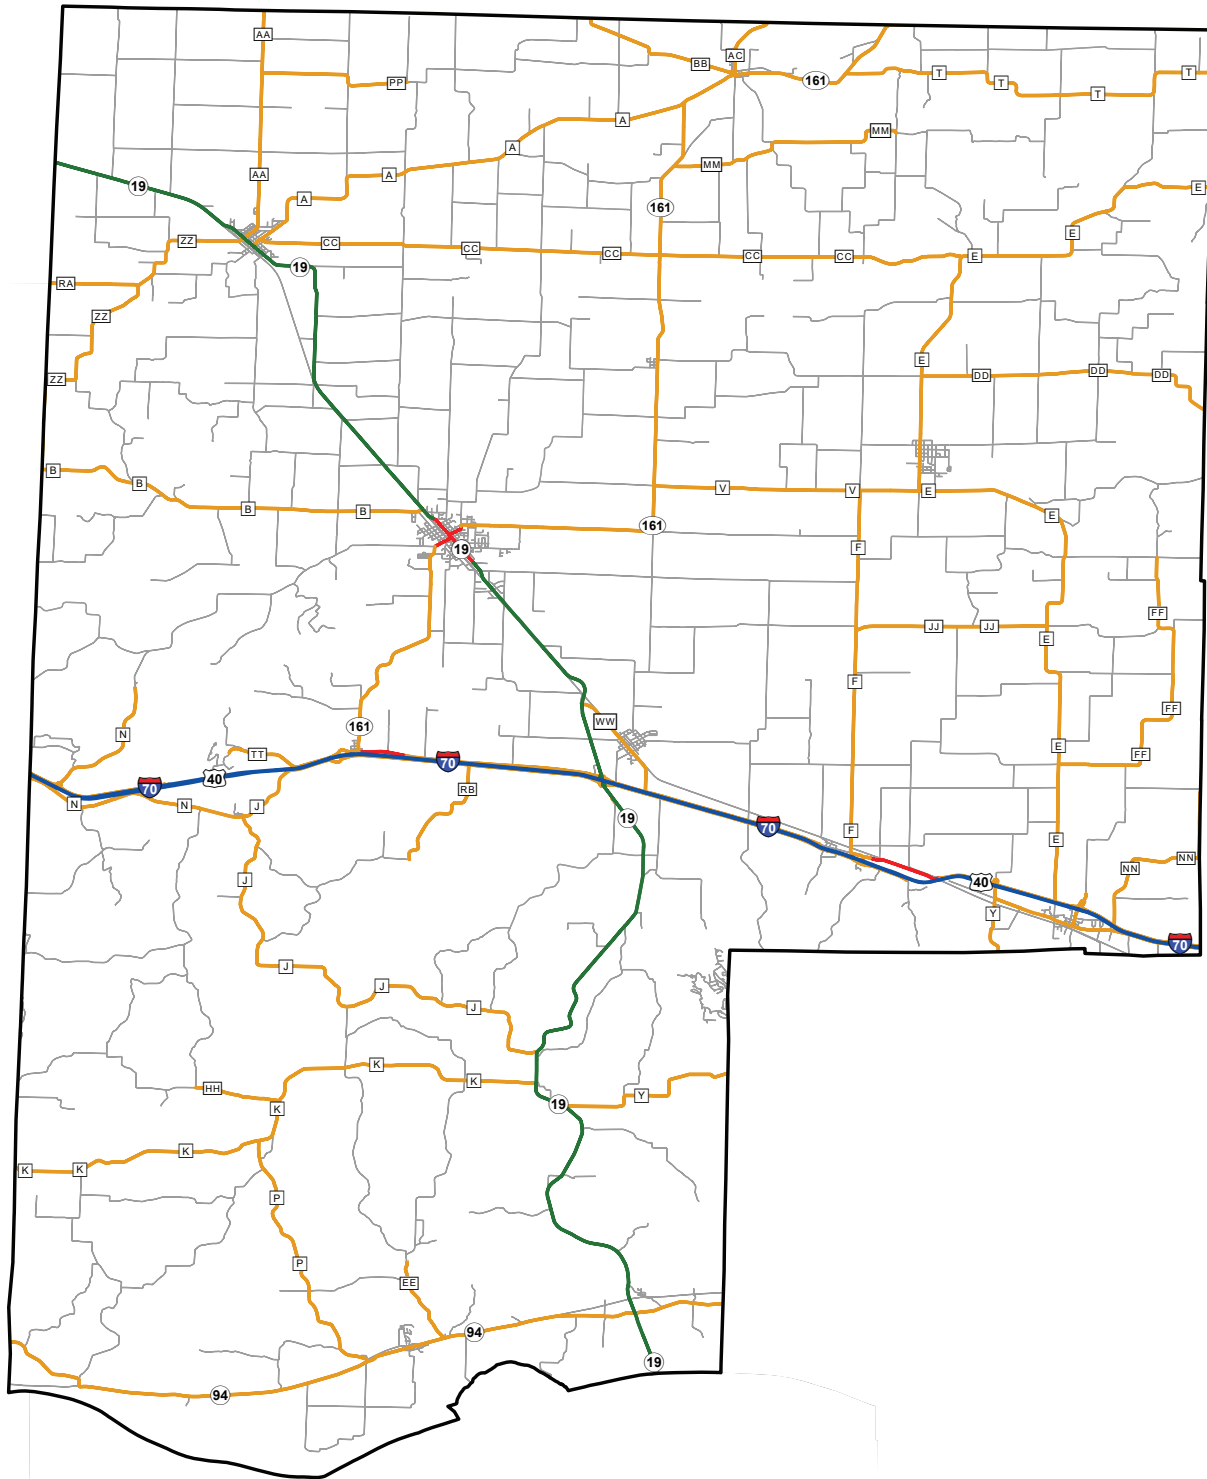 AA
AC
BB
T
161
T
PP
T
T
A
MM
A
MM
AA
A
19
E
A
161
E
ZZ
CC
CC
CC
CC
CC
E
19
RA
ZZ
E
DD
DD
DD
ZZ
B
B
V
V
E
B
B
E
161
F
19
FF
JJ
JJ
E
F
FF
WW
161
N
E
TT
FF
70
40
70
RB
N
N
J
19
70
F
E
NN
NN
J
40
Y
70
J
J
J
K
K
HH
Y
19
K
K
K
K
P
P
EE
94
19
94